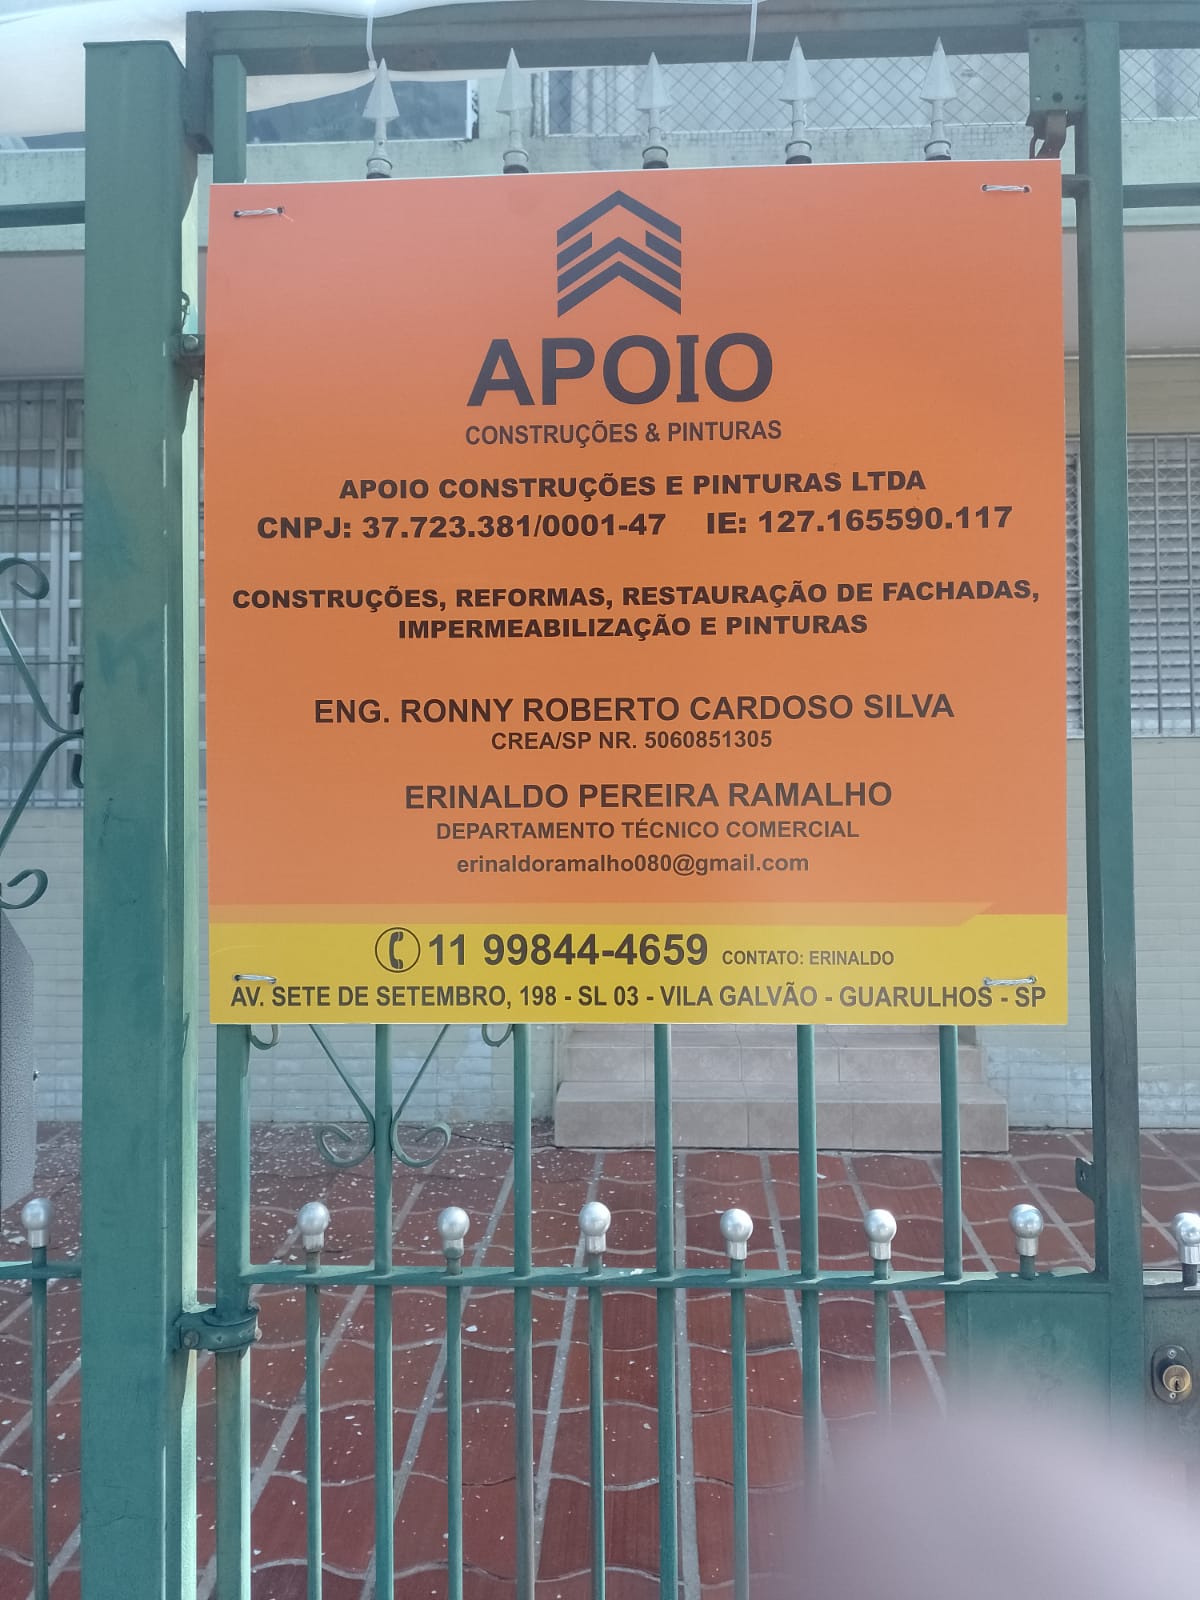 APOIO
CONSTRUÇÕES & PINTURAS
APOIO CONSTRUÇÕES E PINTURAS LTDA
CNPJ: 37.723.381/0001-47 IE: 127.165590.117
CONSTRUÇÕES, REFORMAS, RESTAURAÇÃO DE FACHADAS,
IMPERMEABILIZAÇÃO E PINTURAS
ENG. RONNY ROBERTO CARDOSO SILVA
CREA/SP NR. 5060851305
ERINALDO PEREIRA RAMALHO
DEPARTAMENTO TÉCNICO COMERCIAL
erinaldoramalho080@gmail.com
11 99844-4659 CONTATO: ERINALDO
AV. SETE DE SETEMBRO, 198 - SL 03 - VILA GALVÃO - GUARULHOS - SP